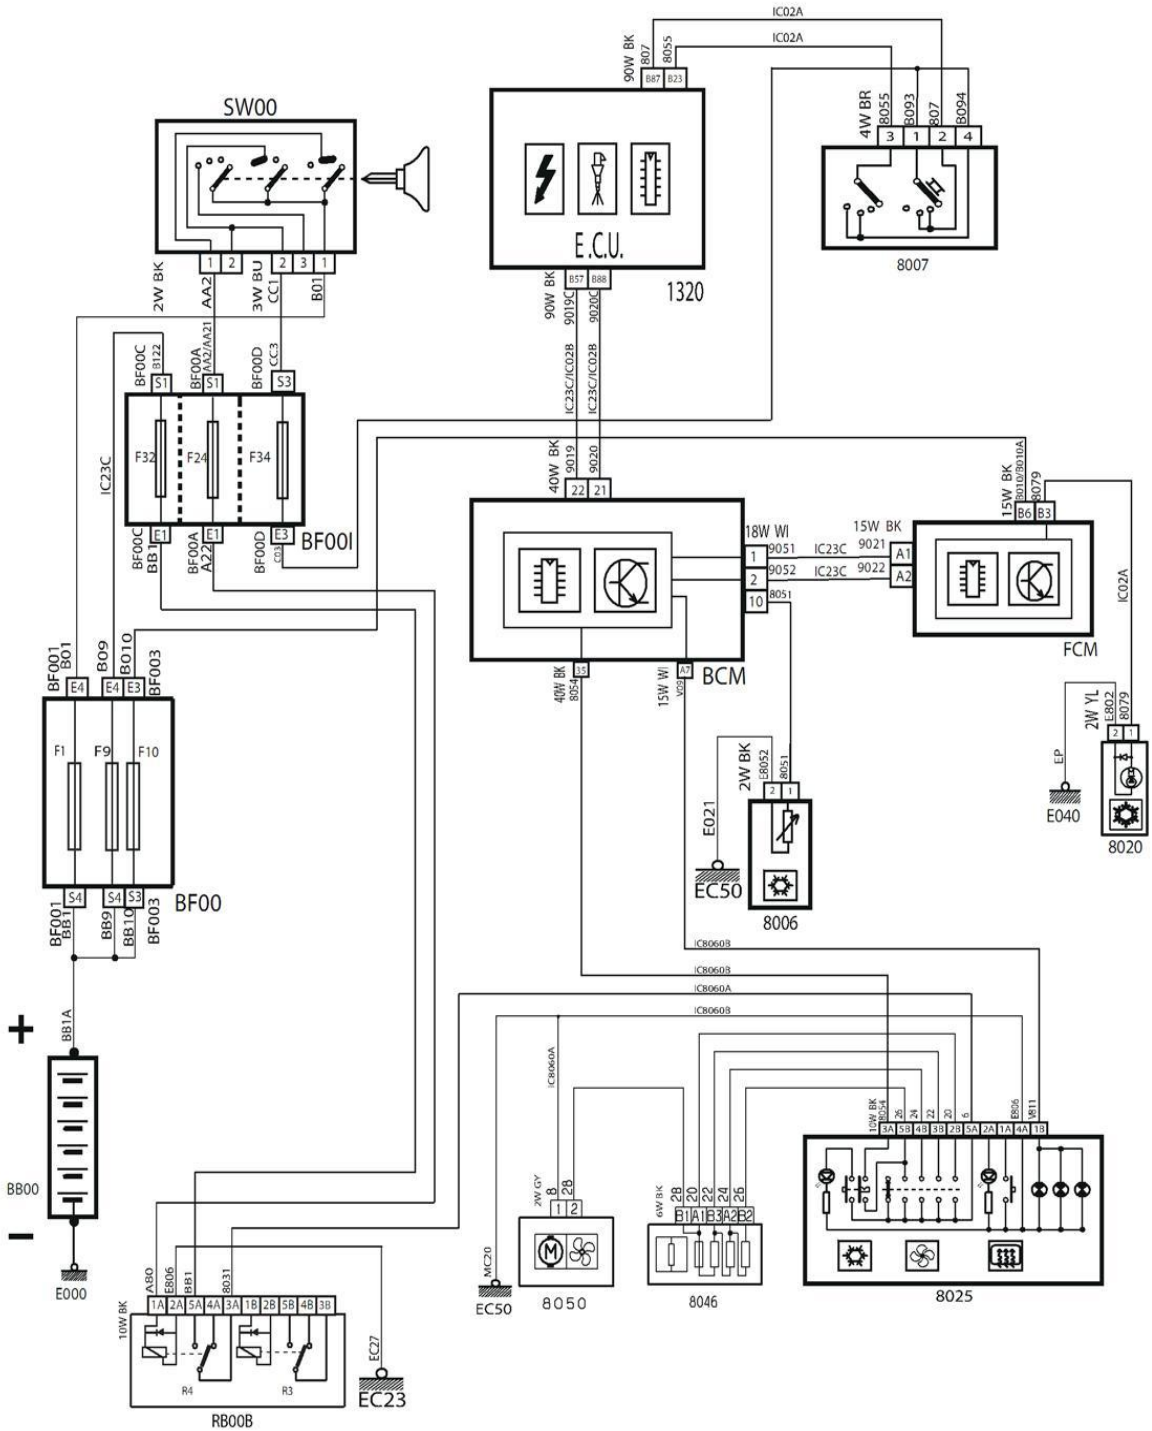 IC02A
IC02A
90W BK
807
8055
B87
B23
SW00
4W BR
8055
B093
807
B094
3
1
2
4
E.C.U.
8007
1
2
2
3
1
2W BK
AA2
3W BU
CC1
B01
B57
B88
1320
90W BK
9019C
9020C
BF00C
B122
BF00A
AA2/AA21
BF00D
CC3
S1
S1
S3
IC23C/IC02B
IC23C/IC02B
F32
F24
F34
IC23C
40W BK
9019
9020
22
21
15W BK
B010/B010A
8079
B6
B3
E1
E1
E3
BF00I
BF00C
BB1
BF00A
A22
BF00D
C03
18W WI
15W BK
1
9051
IC23C
9021
A1
2
9052
IC23C
9022
A2
10
8051
IC02A
FCM
BF001
B01
B09
B010
BF003
E4
E4
E3
35
A7
BCM
40W BK
8054
15W WI
V09
2W YL
E802
8079
2
1
F1
F9
F10
2W BK
E8052
8051
2
1
E021
EP
E040
8020
EC50
8006
S4
S4
S3
BF00
BF001
BB1
BB9
BB10
BF003
IC8060B
IC8060B
IC8060A
IC8060B
+
BB1A
IC8060A
10W BK
8054
26
24
22
20
6
E806
V811
3A
5B
4B
3B
2B
5A
2A
1A
4A
1B
BB00
–
E000
2W GY
8
28
1
2
M
8050
6W BK
28
20
22
24
26
B1
A1
B3
A2
B2
8046
MC20
EC50
8025
A80
E806
BB1
8031
10W BK
1A
2A
5A
4A
3A
1B
2B
5B
4B
3B
R4
R3
EC27
EC23
RB00B